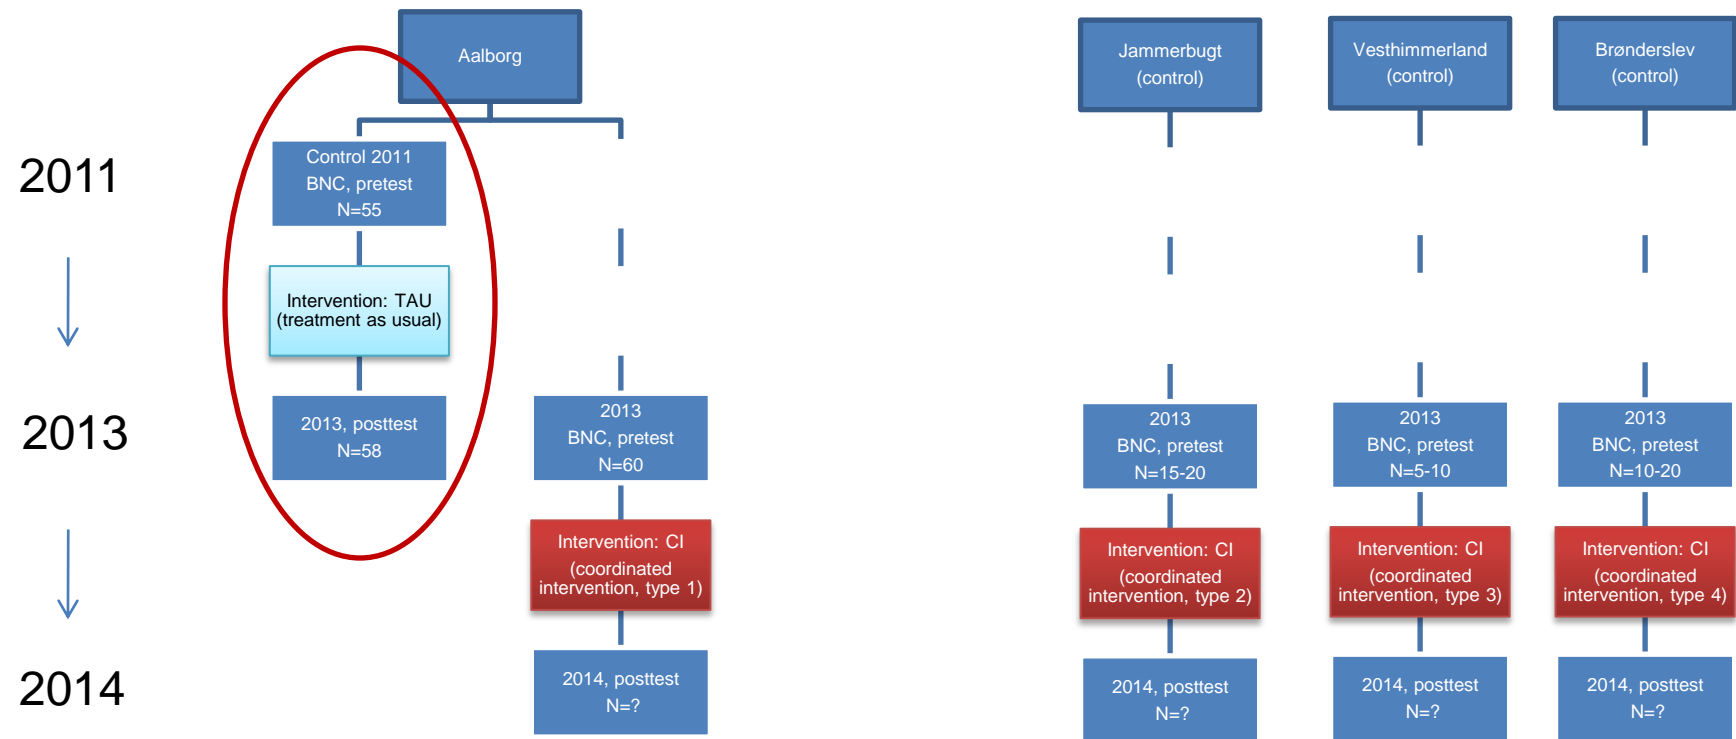 Aalborg
Jammerbugt
(control)
Vesthimmerland
(control)
Brønderslev
(control)
2011
Control 2011
BNC, pretest
N=55
Intervention: TAU
(treatment as usual)
2013
2013, posttest
N=58
2013
BNC, pretest
N=60
2013
BNC, pretest
N=15-20
2013
BNC, pretest
N=5-10
2013
BNC, pretest
N=10-20
Intervention: CI
(coordinated
intervention, type 1)
Intervention: CI
(coordinated
intervention, type 2)
Intervention: CI
(coordinated
intervention, type 3)
Intervention: CI
(coordinated
intervention, type 4)
2014
2014, posttest
N=?
2014, posttest
N=?
2014, posttest
N=?
2014, posttest
N=?